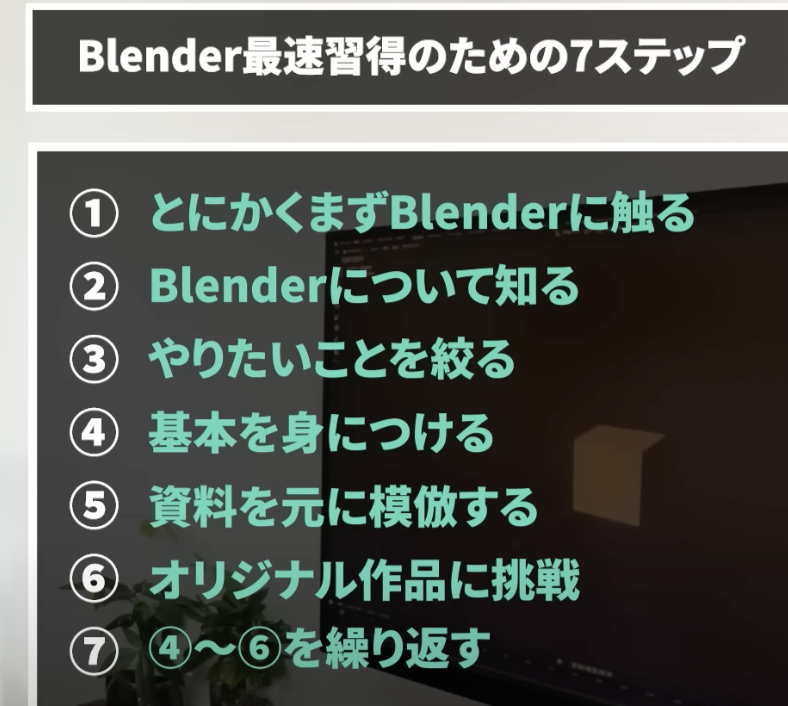 Blender最速習得のための7ステップ
① とにかくまずBlenderに触る
② Blenderについて知る
③ やりたいことを絞る
④ 基本を身につける
⑤ 資料を元に模倣する
⑥ オリジナル作品に挑戦
⑦ ④〜⑥を繰り返す